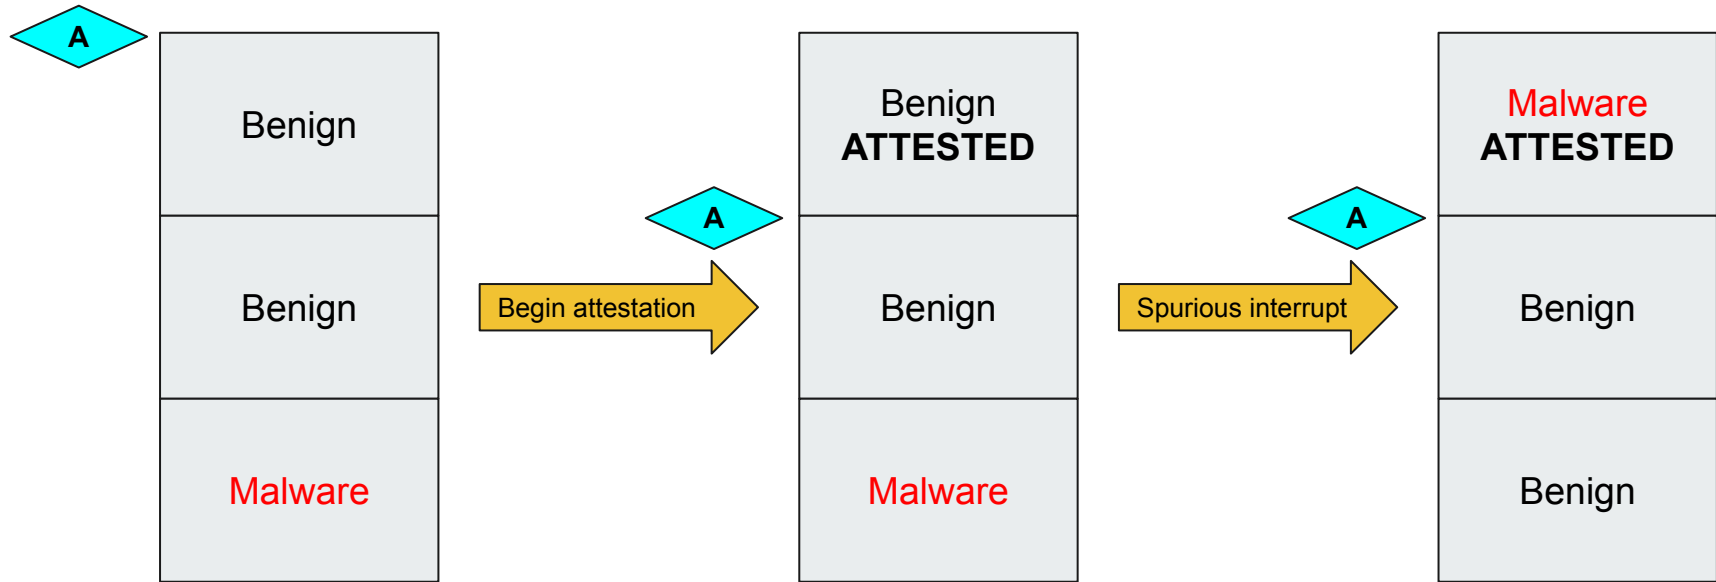 A
Benign
Benign
Malware
Begin attestation
Benign
ATTESTED
A
Benign
Malware
Spurious interrupt
Malware
ATTESTED
A
Benign
Benign